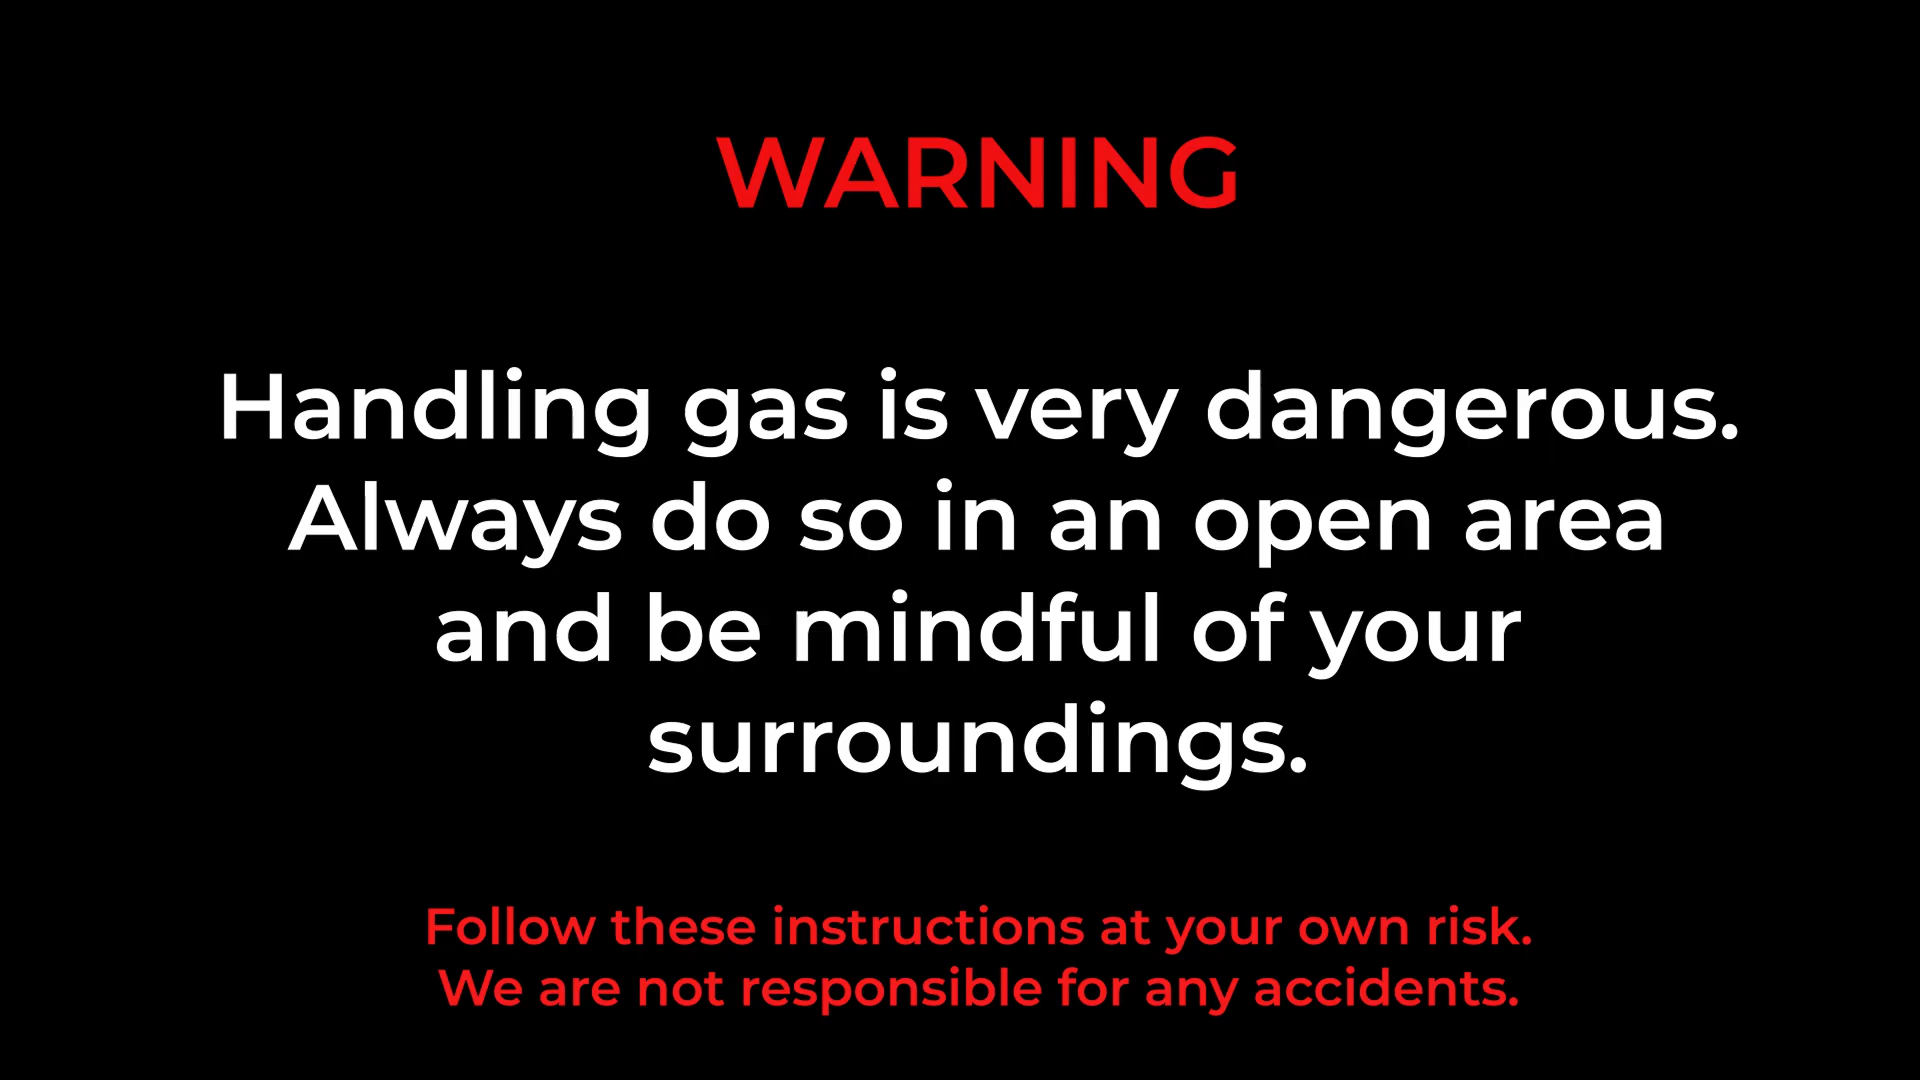 WARNING
Handling gas is very dangerous.
Always do so in an open area
and be mindful of your
surroundings.
Follow these instructions at your own risk.
We are not responsible for any accidents.